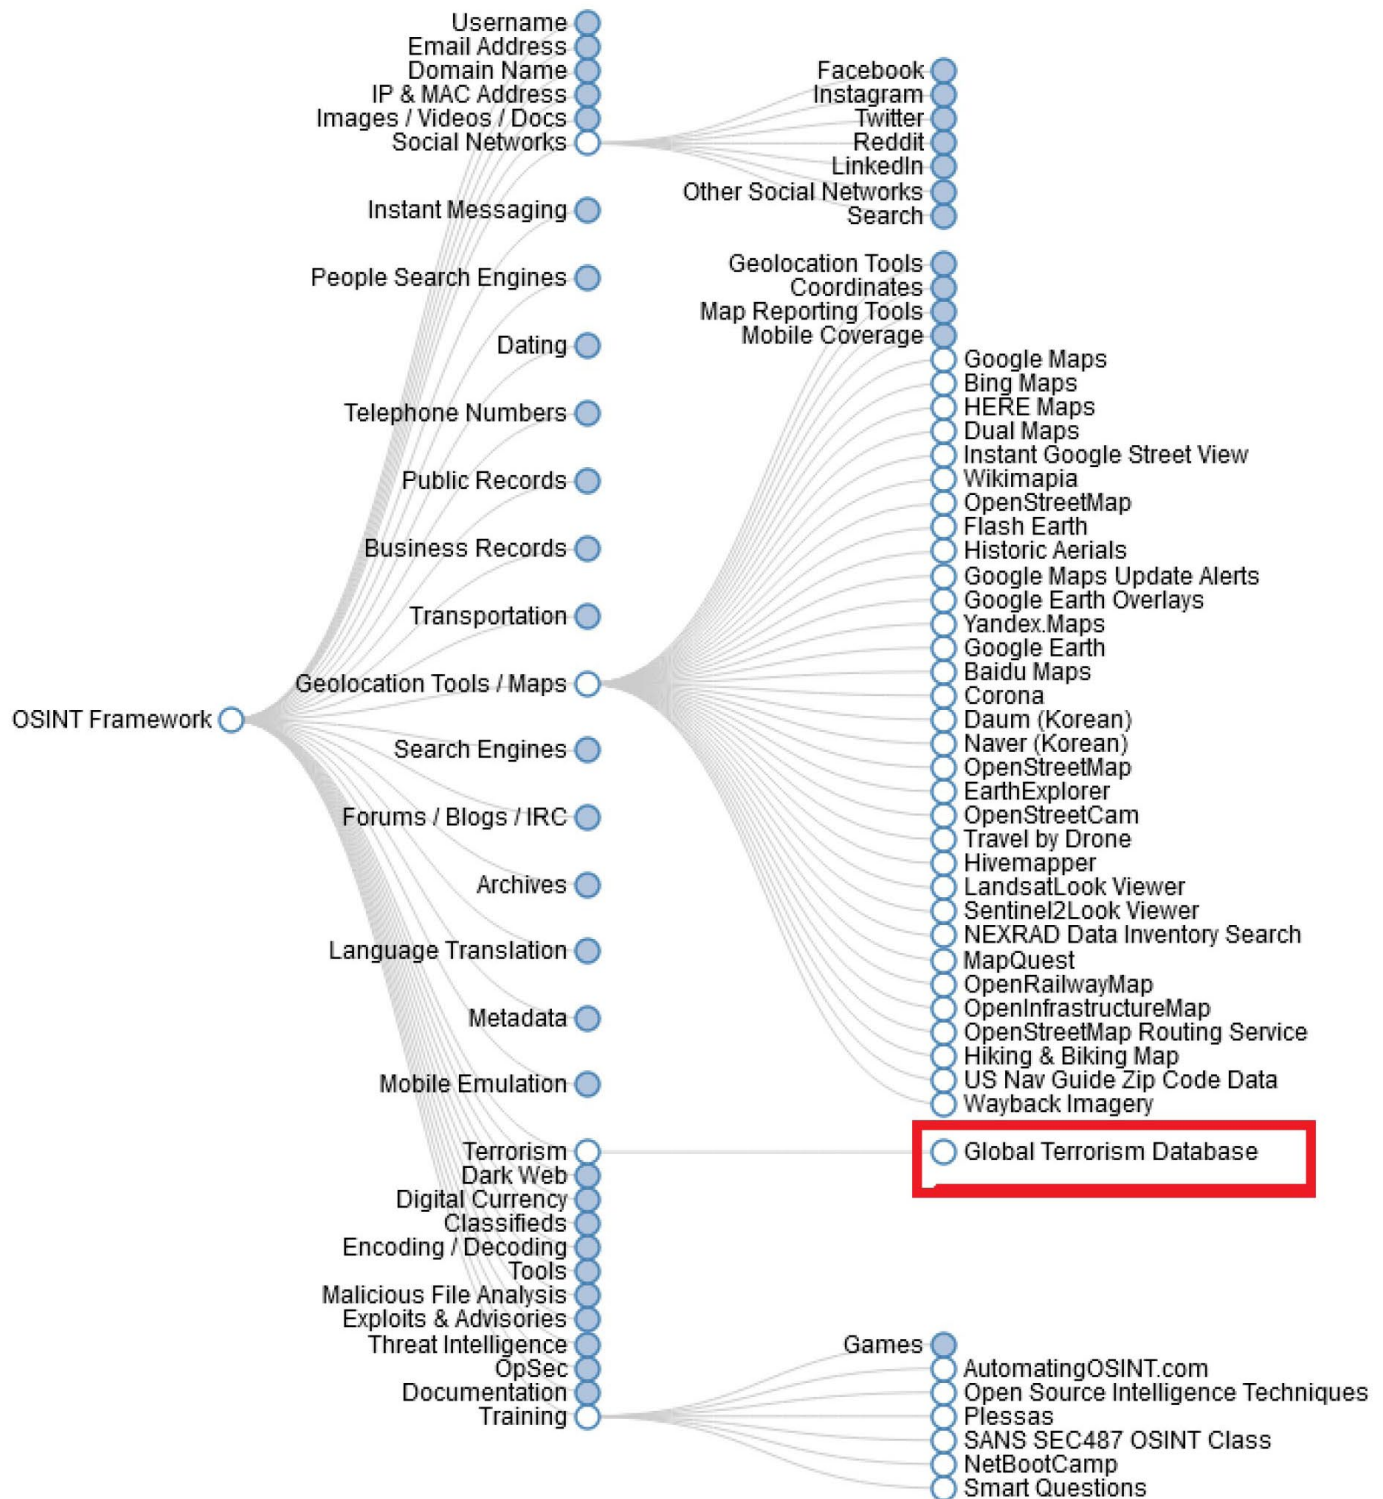 Username
Email Address
Domain Name
IP & MAC Address
Images / Videos / Docs
Social Networks
Instant Messaging
People Search Engines
Dating
Telephone Numbers
Public Records
Business Records
Transportation
Geolocation Tools / Maps
OSINT Framework
Search Engines
Forums / Blogs / IRC
Archives
Language Translation
Metadata
Mobile Emulation
Terrorism
Dark Web
Digital Currency
Classifieds
Encoding / Decoding
Tools
Malicious File Analysis
Exploits & Advisories
Threat Intelligence
OpSec
Documentation
Training
Facebook
Instagram
Twitter
Reddit
LinkedIn
Other Social Networks
Search
Geolocation Tools
Coordinates
Map Reporting Tools
Mobile Coverage
Google Maps
Bing Maps
HERE Maps
Dual Maps
Instant Google Street View
Wikimapia
OpenStreetMap
Flash Earth
Historic Aerials
Google Maps Update Alerts
Google Earth Overlays
Yandex.Maps
Google Earth
Baidu Maps
Corona
Daum (Korean)
Naver (Korean)
OpenStreetMap
EarthExplorer
OpenStreetCam
Travel by Drone
Hivemapper
LandsatLook Viewer
Sentinel2Look Viewer
NEXRAD Data Inventory Search
MapQuest
OpenRailwayMap
OpenInfrastructureMap
OpenStreetMap Routing Service
Hiking & Biking Map
US Nav Guide Zip Code Data
Wayback Imagery
Global Terrorism Database
Games
AutomatingOSINT.com
Open Source Intelligence Techniques
Plessas
SANS SEC487 OSINT Class
NetBootCamp
Smart Questions